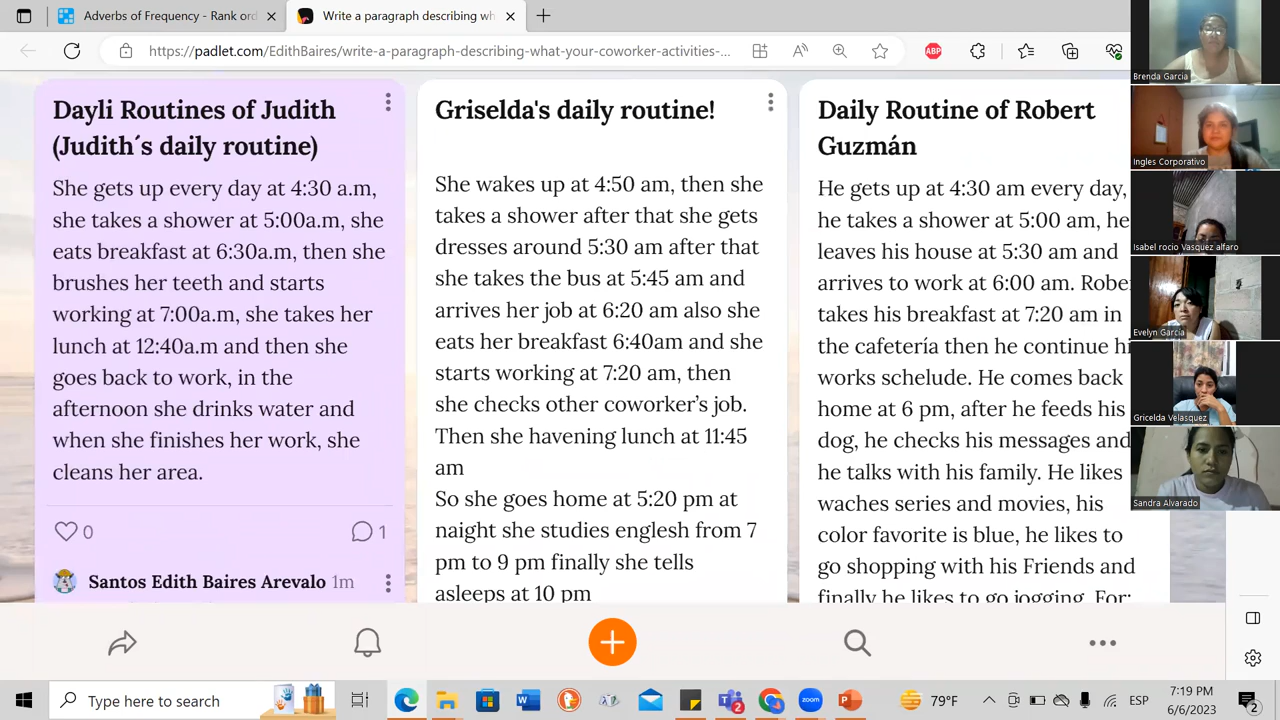 Adverbs of Frequency - Rank ord
Write a paragraph describing wh
https://padlet.com/EdithBaires/write-a-paragraph-describing-what-your-coworker-activities-...
ABP
Dayli Routines of Judith
(Judith´s daily routine)
She gets up every day at 4:30 a.m,
she takes a shower at 5:00a.m, she
eats breakfast at 6:30a.m, then she
brushes her teeth and starts
working at 7:00a.m, she takes her
lunch at 12:40a.m and then she
goes back to work, in the
afternoon she drinks water and
when she finishes her work, she
cleans her area.
0
1
Santos Edith Baires Arevalo 1m
Griselda's daily routine!
She wakes up at 4:50 am, then she
takes a shower after that she gets
dresses around 5:30 am after that
she takes the bus at 5:45 am and
arrives her job at 6:20 am also she
eats her breakfast 6:40am and she
starts working at 7:20 am, then
she checks other coworker's job.
Then she havening lunch at 11:45
am
So she goes home at 5:20 pm at
naight she studies englesh from 7
pm to 9 pm finally she tells
asleeps at 10 pm
Daily Routine of Robert
Guzmán
He gets up at 4:30 am every day,
he takes a shower at 5:00 am, he
leaves his house at 5:30 am and
arrives to work at 6:00 am. Rober
takes his breakfast at 7:20 am in
the cafetería then he continue hi
works schelude. He comes back
home at 6 pm, after he feeds his
dog, he checks his messages and
he talks with his family. He likes
waches series and movies, his
color favorite is blue, he likes to
go shopping with his Friends and
finally he likes to go jogging. For:
Brenda Garcia
Ingles Corporativo
Isabel rocio Vasquez alfaro
Evelyn García
Gricelda Velasquez
Sandra Alvarado
Type here to search
2
zoom
79°F
ESP
7:19 PM
6/6/2023
2